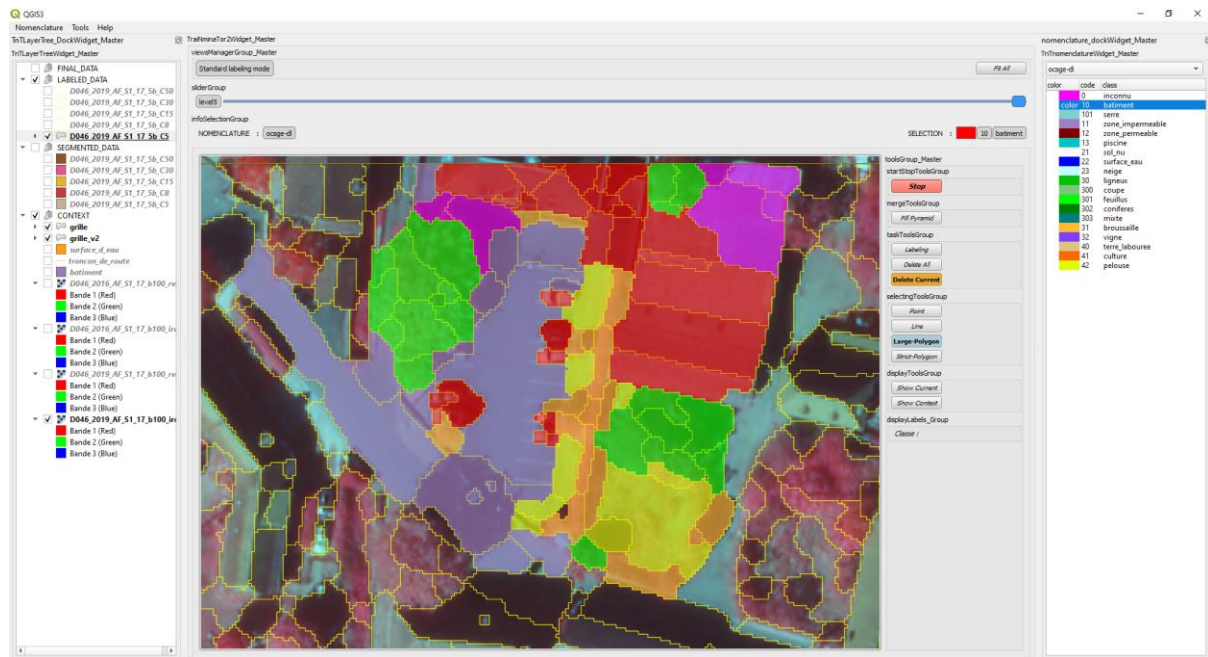 QGIS3
Nomenclature Tools Help
TnTLayerTree_DockWidget_Master
TnTLayerTreeWidget_Master
FINAL_DATA
LABELED_DATA
D046_2019_AF_S1_17_5b_C50
D046_2019_AF_S1_17_5b_C30
D046_2019_AF_S1_17_5b_C15
D046_2019_AF_S1_17_5b_C8
D046_2019_AF_S1_17_5b_C5
SEGMENTED_DATA
D046_2019_AF_S1_17_5b_C50
D046_2019_AF_S1_17_5b_C30
D046_2019_AF_S1_17_5b_C15
D046_2019_AF_S1_17_5b_C8
D046_2019_AF_S1_17_5b_C5
CONTEXT
grille
grille_v2
surface_d_eau
troncon_de_route
batiment
D046_2016_AF_S1_17_b100_re
Bande 1 (Red)
Bande 2 (Green)
Bande 3 (Blue)
D046_2016_AF_S1_17_b100_irc
Bande 1 (Red)
Bande 2 (Green)
Bande 3 (Blue)
D046_2019_AF_S1_17_b100_re
Bande 1 (Red)
Bande 2 (Green)
Bande 3 (Blue)
D046_2019_AF_S1_17_b100_irc
Bande 1 (Red)
Bande 2 (Green)
Bande 3 (Blue)
TraiNminaTor2Widget_Master
viewsManagerGroup_Master
Standard labeling mode
Fit All
sliderGroup
level5
infoSelectionGroup
NOMENCLATURE : ocsge-dl
SELECTION : 10 batiment
toolsGroup_Master
startStopToolsGroup
Stop
mergeToolsGroup
Fill Pyramid
taskToolsGroup
Labeling
Delete All
Delete Current
selectingToolsGroup
Point
Line
Large-Polygon
Strict-Polygon
displayToolsGroup
Show Current
Show Context
displayLabels_Group
Classe :
nomenclature_dockWidget_Master
TnTnomenclatureWidget_Master
ocsge-dl
color code class
0 inconnu
color 10 batiment
101 serre
11 zone_impermeable
12 zone_permeable
13 piscine
21 sol_nu
22 surface_eau
23 neige
30 ligneux
300 coupe
301 feuillus
302 coniferes
303 mixte
31 broussaille
32 vigne
40 terre_labouree
41 culture
42 pelouse